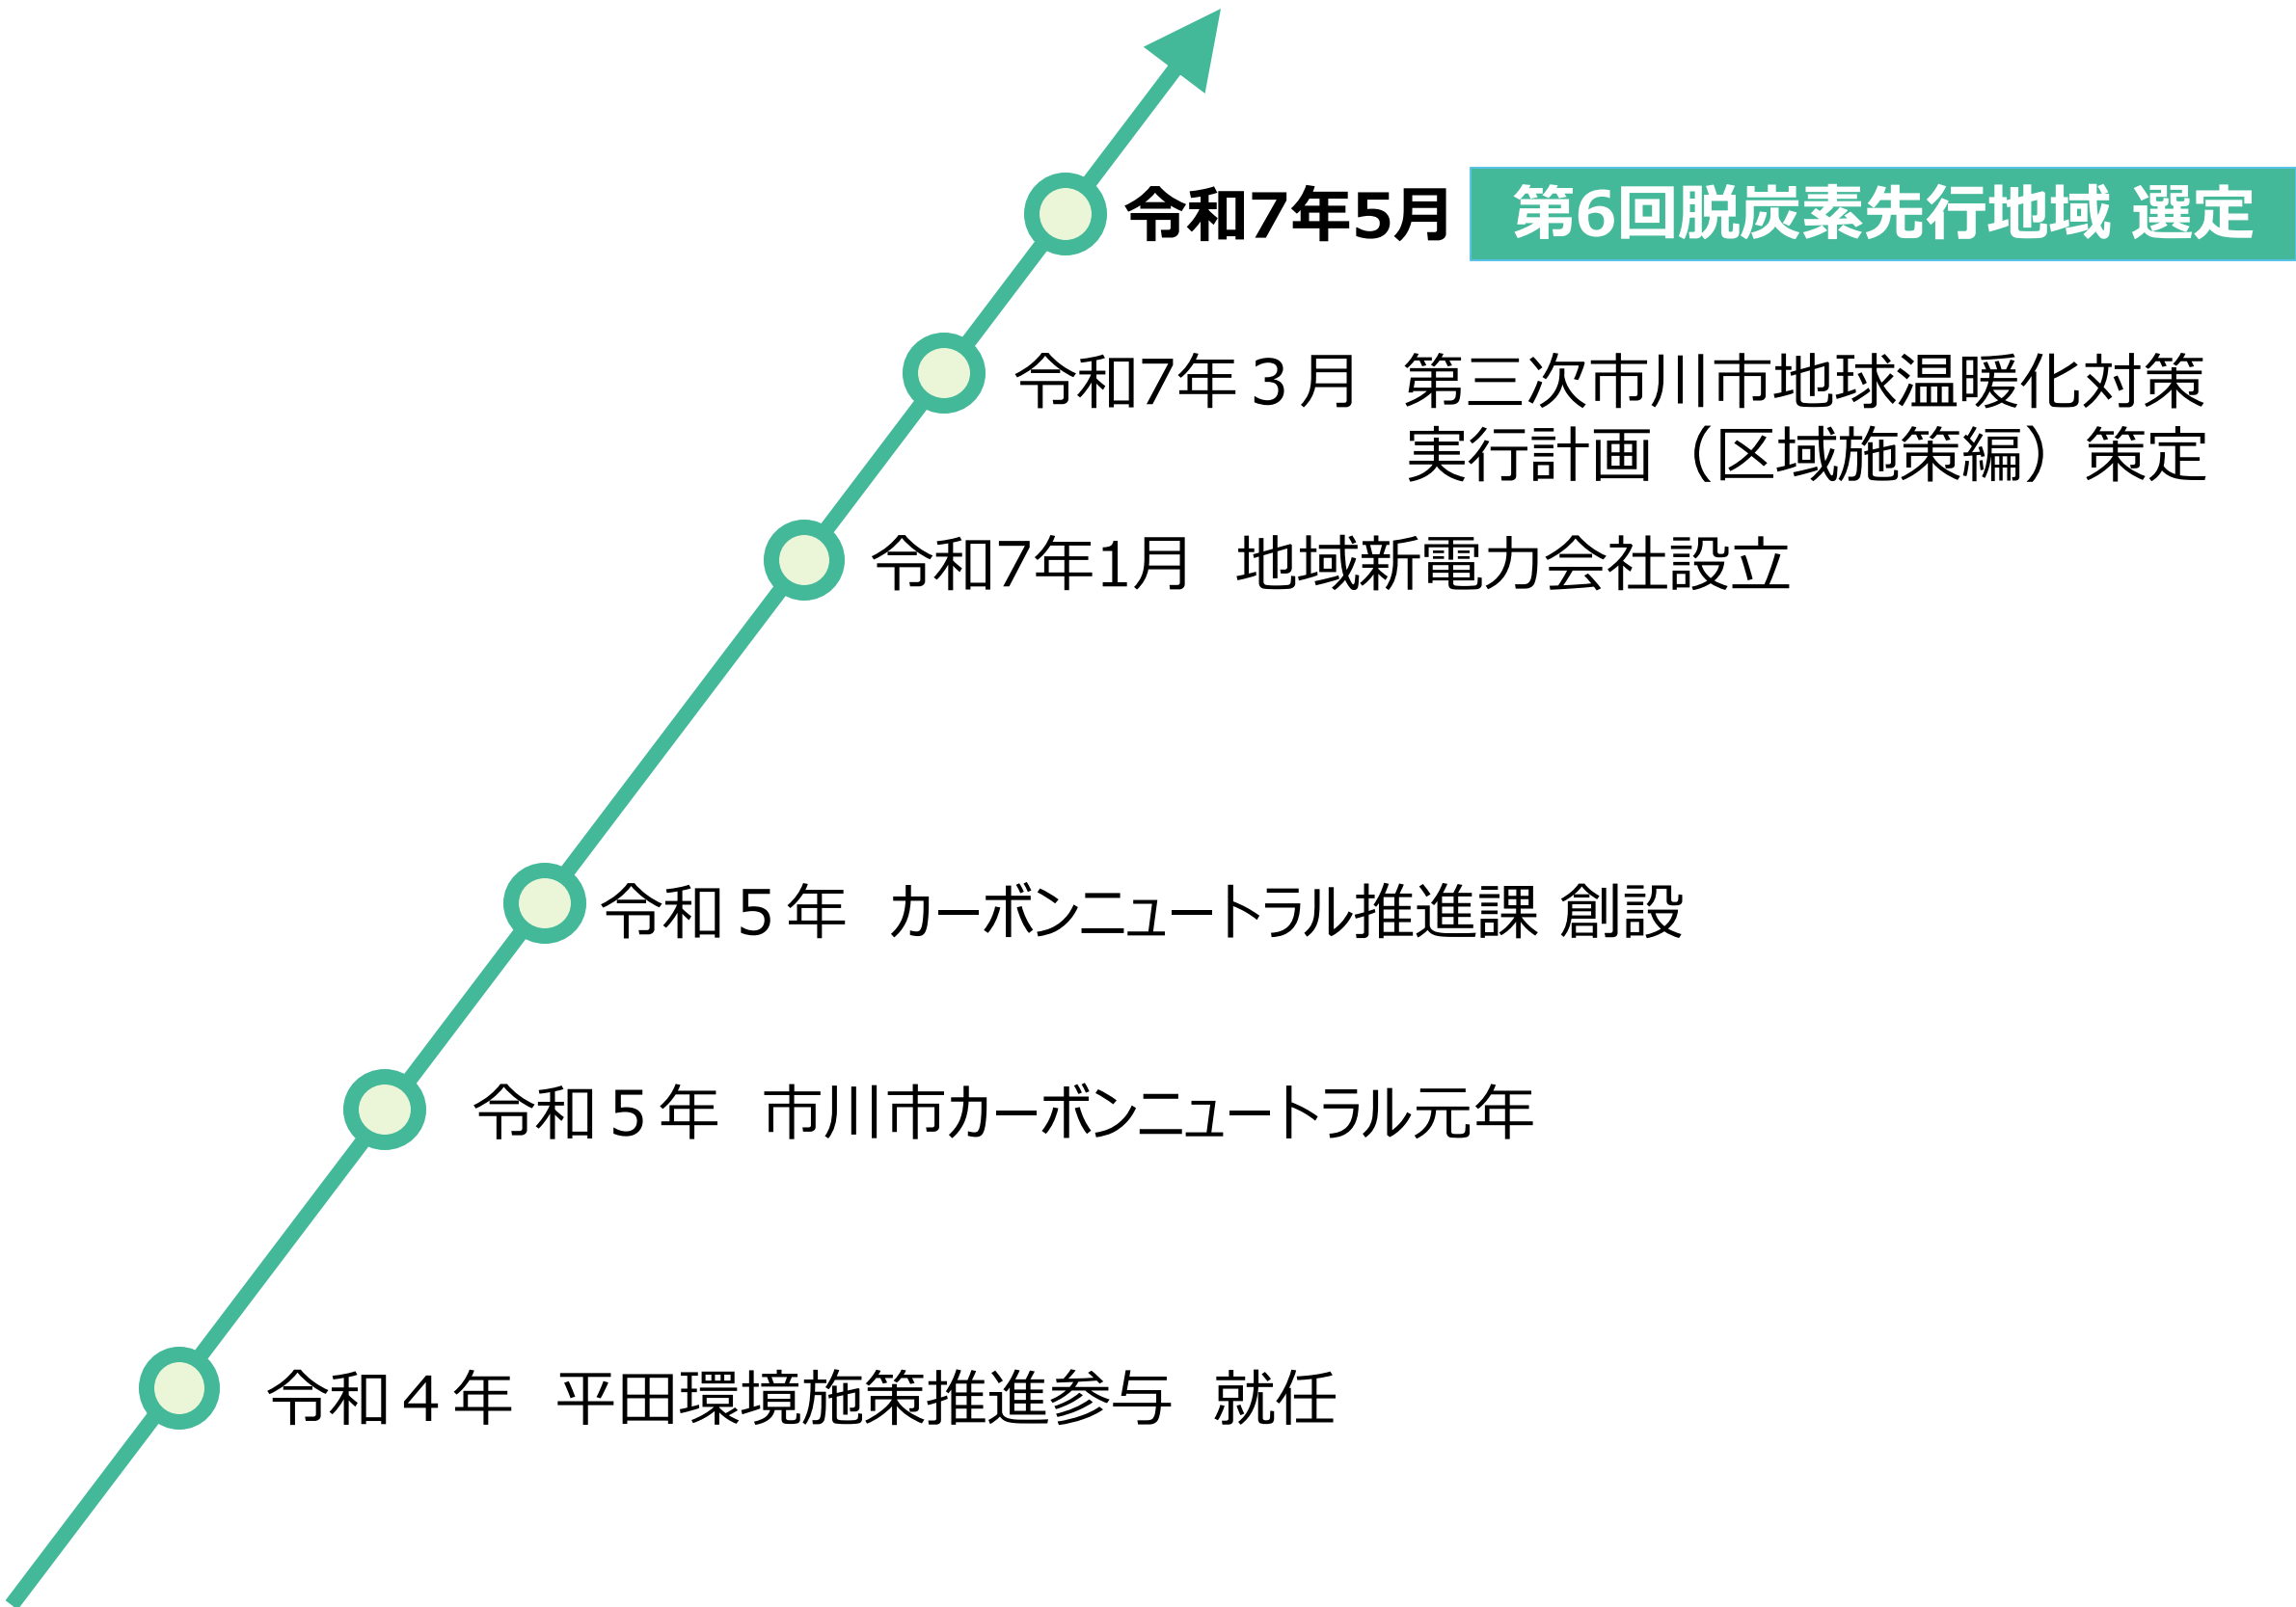 令和7年5月 第6回脱炭素先行地域 選定
令和7年３月　第三次市川市地球温暖化対策
実行計画（区域施策編）策定
令和7年1月　地域新電力会社設立
令和５年　カーボンニュートラル推進課 創設
令和５年　市川市カーボンニュートラル元年
令和４年　平田環境施策推進参与　就任